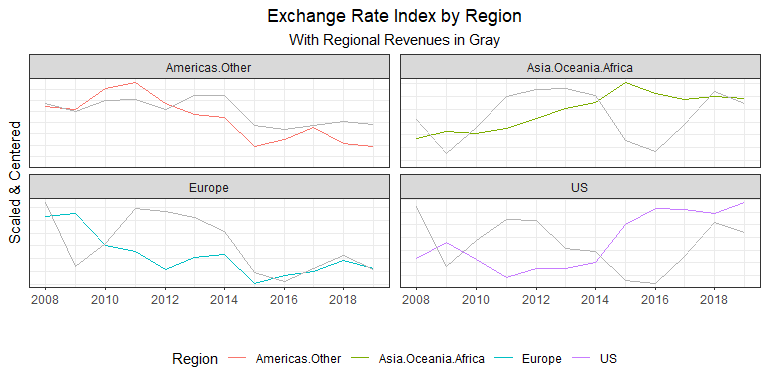 Exchange Rate Index by Region
With Regional Revenues in Gray
Americas.Other
Asia.Oceania.Africa
Scaled & Centered
Europe
US
2008 2010 2012 2014 2016 2018
2008 2010 2012 2014 2016 2018
Region Americas.Other Asia.Oceania.Africa Europe US